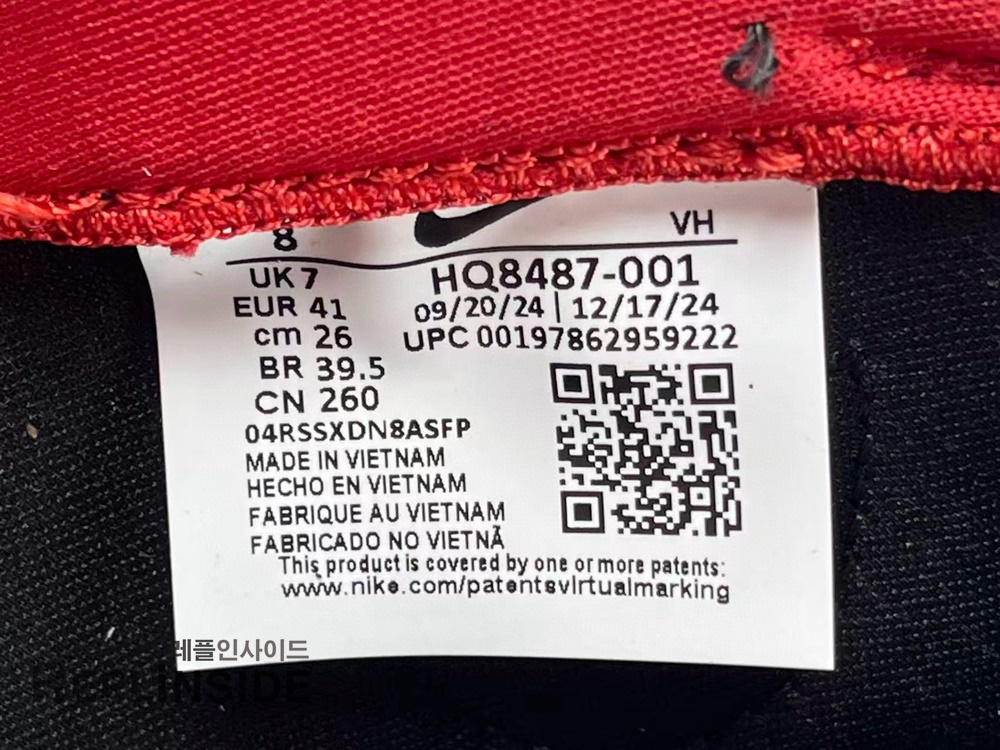 8
VH
UK 7
HQ8487-001
EUR 41
09/20/24 | 12/17/24
cm 26
UPC 00197862959222
BR 39.5
CN 260
04RSSXDN8ASFP
MADE IN VIETNAM
HECHO EN VIETNAM
FABRIQUE AU VIETNAM
FABRICADO NO VIETNÃ
This product is covered by one or more patents:
www.nike.com/patentsvirtualmarking
레플인사이드
REPLINSIDE